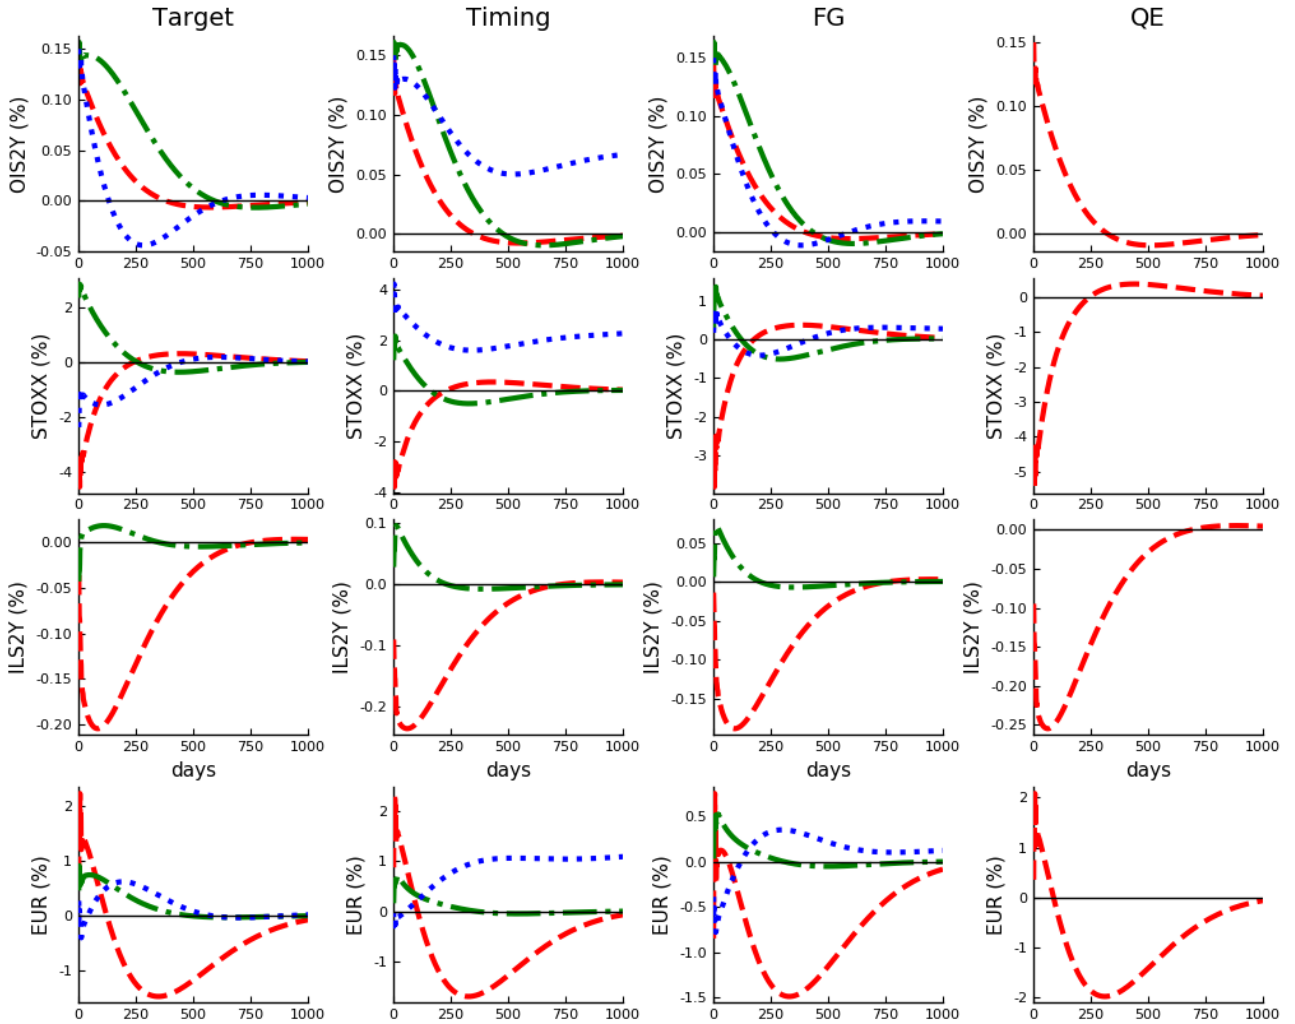 Target Timing FG QE
OIS2Y (%) OIS2Y (%) OIS2Y (%) OIS2Y (%)
0.15 0.15 0.15 0.15
0.10 0.10 0.10 0.10
0.05 0.05 0.05 0.05
0.00 0.00 0.00 0.00
-0.05
0 250 500 750 1000 0 250 500 750 1000 0 250 500 750 1000 0 250 500 750 1000
STOXX (%) STOXX (%) STOXX (%) STOXX (%)
2 4 1 0
0 2 0 -1
-2 0 -1 -2
-4 -2 -3 -3
-4 -4
-5
0 250 500 750 1000 0 250 500 750 1000 0 250 500 750 1000 0 250 500 750 1000
ILS2Y (%) ILS2Y (%) ILS2Y (%) ILS2Y (%)
0.00 0.1 0.05 0.00
-0.05 0.0 0.00 -0.05
-0.10 -0.1 -0.05 -0.10
-0.15 -0.2 -0.10 -0.15
-0.20 -0.15 -0.20
-0.25
0 250 500 750 1000 0 250 500 750 1000 0 250 500 750 1000 0 250 500 750 1000
days days days days
EUR (%) EUR (%) EUR (%) EUR (%)
2 2 0.5 2
1 1 0.0 1
0 0 -0.5 0
-1 -1 -1.0 -1
-1.5 -2
0 250 500 750 1000 0 250 500 750 1000 0 250 500 750 1000 0 250 500 750 1000